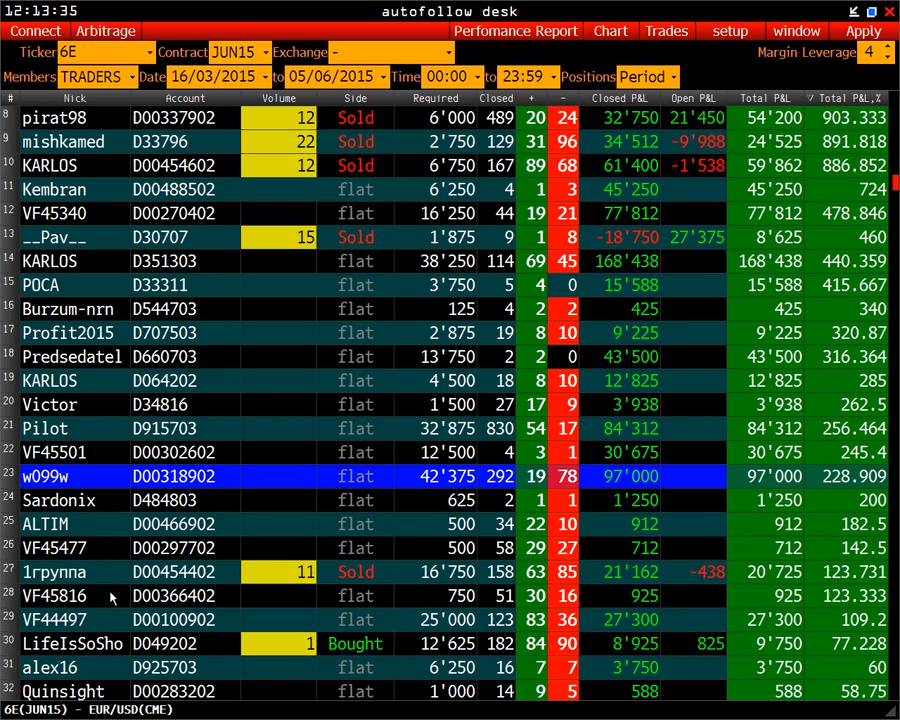 12:13:35 autofollow desk
Connect Arbitrage Perfomance Report Chart Trades setup window Apply
Ticker 6E Contract JUN15 Exchange - Margin Leverage 4
Members TRADERS Date 16/03/2015 to 05/06/2015 Time 00:00 to 23:59 Positions Period
# Nick Account Volume Side Required Closed + - Closed P&L Open P&L Total P&L ▽ Total P&L,%
8 pirat98 D00337902 12 Sold 6'000 489 20 24 32'750 21'450 54'200 903.333
9 mishkamed D33796 22 Sold 2'750 129 31 96 34'512 -9'988 24'525 891.818
10 KARLOS D00454602 12 Sold 6'750 167 89 68 61'400 -1'538 59'862 886.852
11 Kembran D00488502 flat 6'250 4 1 3 45'250 45'250 724
12 VF45340 D00270402 flat 16'250 44 19 21 77'812 77'812 478.846
13 __Pav__ D30707 15 Sold 1'875 9 1 8 -18'750 27'375 8'625 460
14 KARLOS D351303 flat 38'250 114 69 45 168'438 168'438 440.359
15 POCA D33311 flat 3'750 5 4 0 15'588 15'588 415.667
16 Burzum-nrn D544703 flat 125 4 2 2 425 425 340
17 Profit2015 D707503 flat 2'875 19 8 10 9'225 9'225 320.87
18 Predsedatel D660703 flat 13'750 2 2 0 43'500 43'500 316.364
19 KARLOS D064202 flat 4'500 18 8 10 12'825 12'825 285
20 Victor D34816 flat 1'500 27 17 9 3'938 3'938 262.5
21 Pilot D915703 flat 32'875 830 54 17 84'312 84'312 256.464
22 VF45501 D00302602 flat 12'500 4 3 1 30'675 30'675 245.4
23 w099w D00318902 flat 42'375 292 19 78 97'000 97'000 228.909
24 Sardonix D484803 flat 625 2 1 1 1'250 1'250 200
25 ALTIM D00466902 flat 500 34 22 10 912 912 182.5
26 VF45477 D00297702 flat 500 58 29 27 712 712 142.5
27 1группа D00454402 11 Sold 16'750 158 63 85 21'162 -438 20'725 123.731
28 VF45816 D00366402 flat 750 51 30 16 925 925 123.333
29 VF44497 D00100902 flat 25'000 123 83 36 27'300 27'300 109.2
30 LifeIsSoSho D049202 1 Bought 12'625 182 84 90 8'925 825 9'750 77.228
31 alex16 D925703 flat 6'250 16 7 7 3'750 3'750 60
32 Quinsight D00283202 flat 1'000 14 9 5 588 588 58.75
6E(JUN15) - EUR/USD(CME)